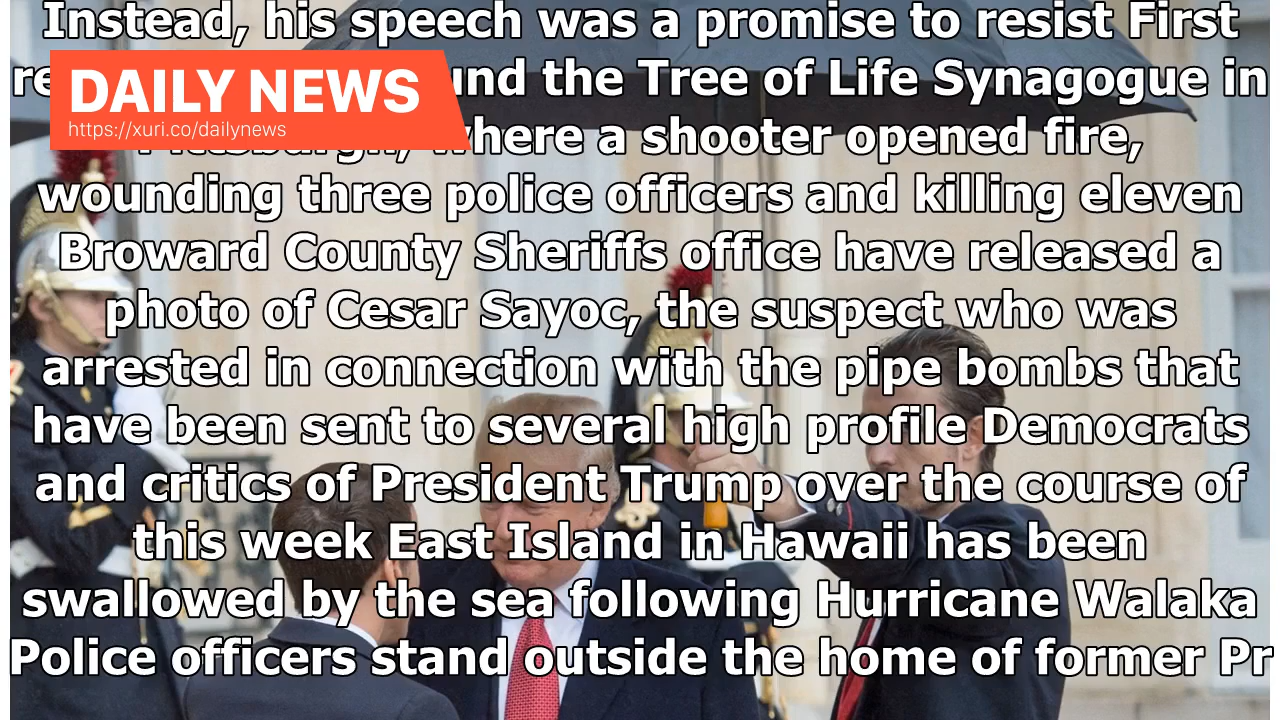 Instead, his speech was a promise to resist First
DAILY NEWS
https://xuri.co/dailynews
und the Tree of Life Synagogue in
where a shooter opened fire,
wounding three police officers and killing eleven
Broward County Sheriffs office have released a
photo of Cesar Sayoc, the suspect who was
arrested in connection with the pipe bombs that
have been sent to several high profile Democrats
and critics of President Trump over the course of
this week East Island in Hawaii has been
swallowed by the sea following Hurricane Walaka
Police officers stand outside the home of former Pr